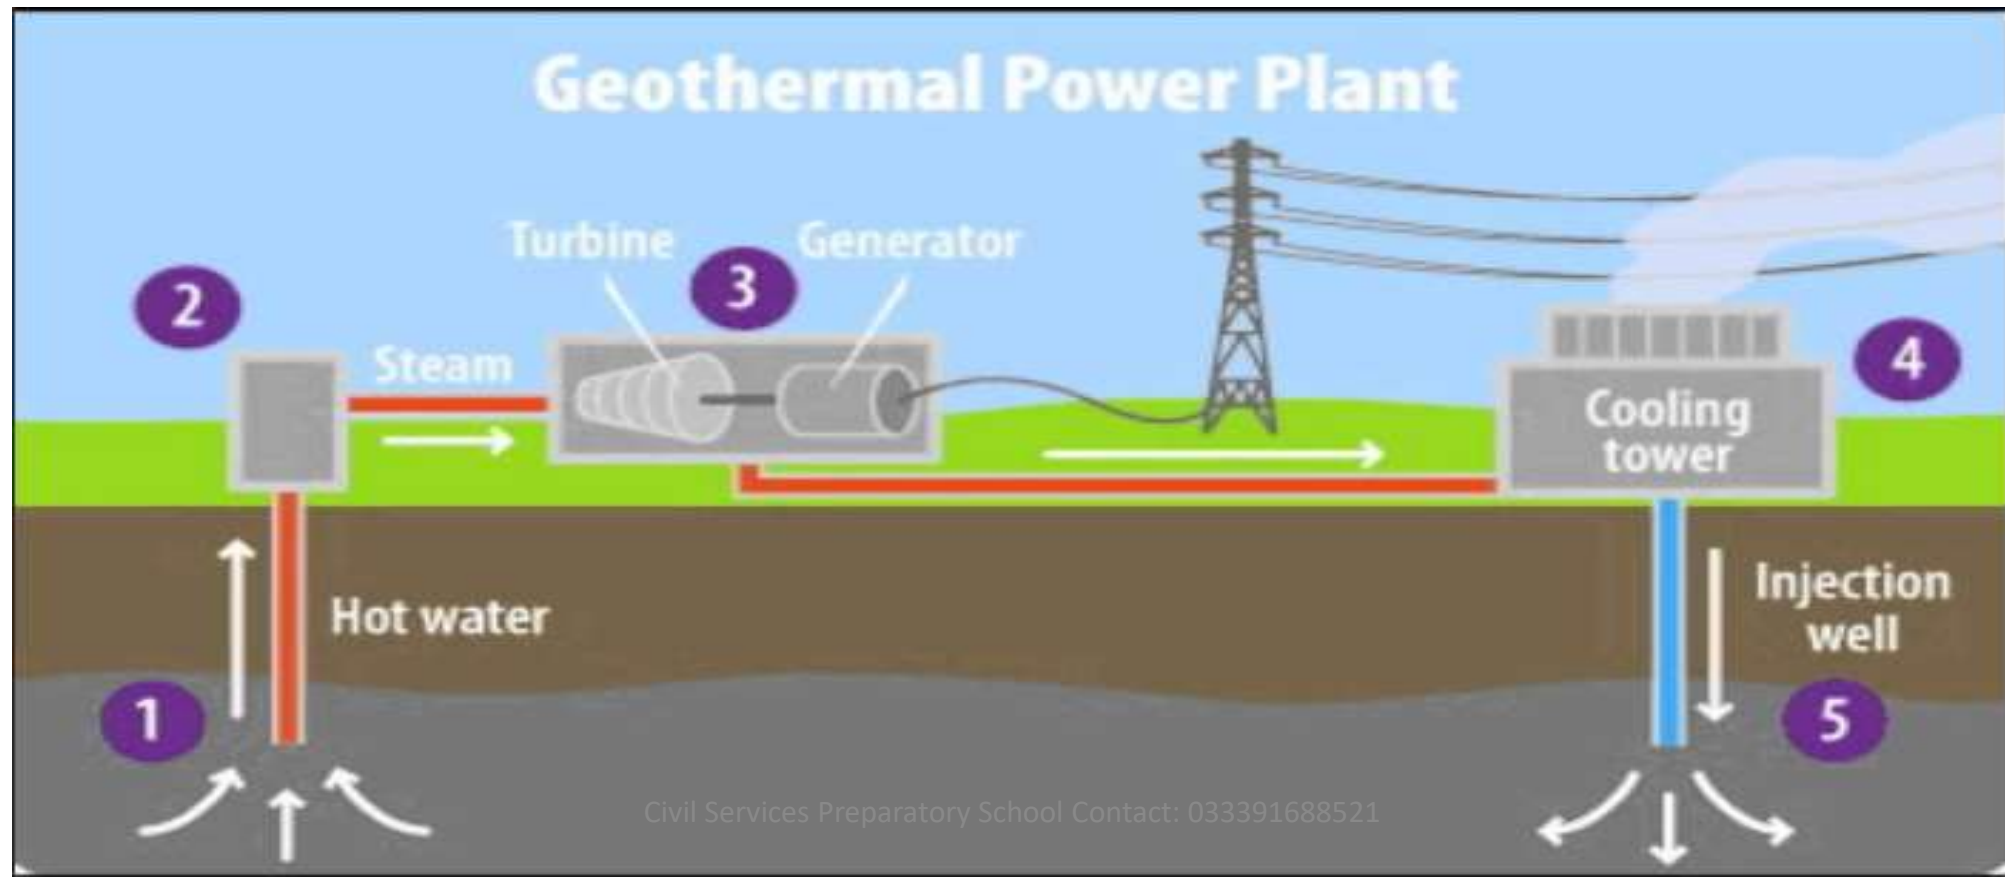 Geothermal Power Plant
Turbine
3
Generator
2
Steam
4
Cooling
tower
Hot water
Injection
well
1
5
Civil Services Preparatory School Contact: 033391688521